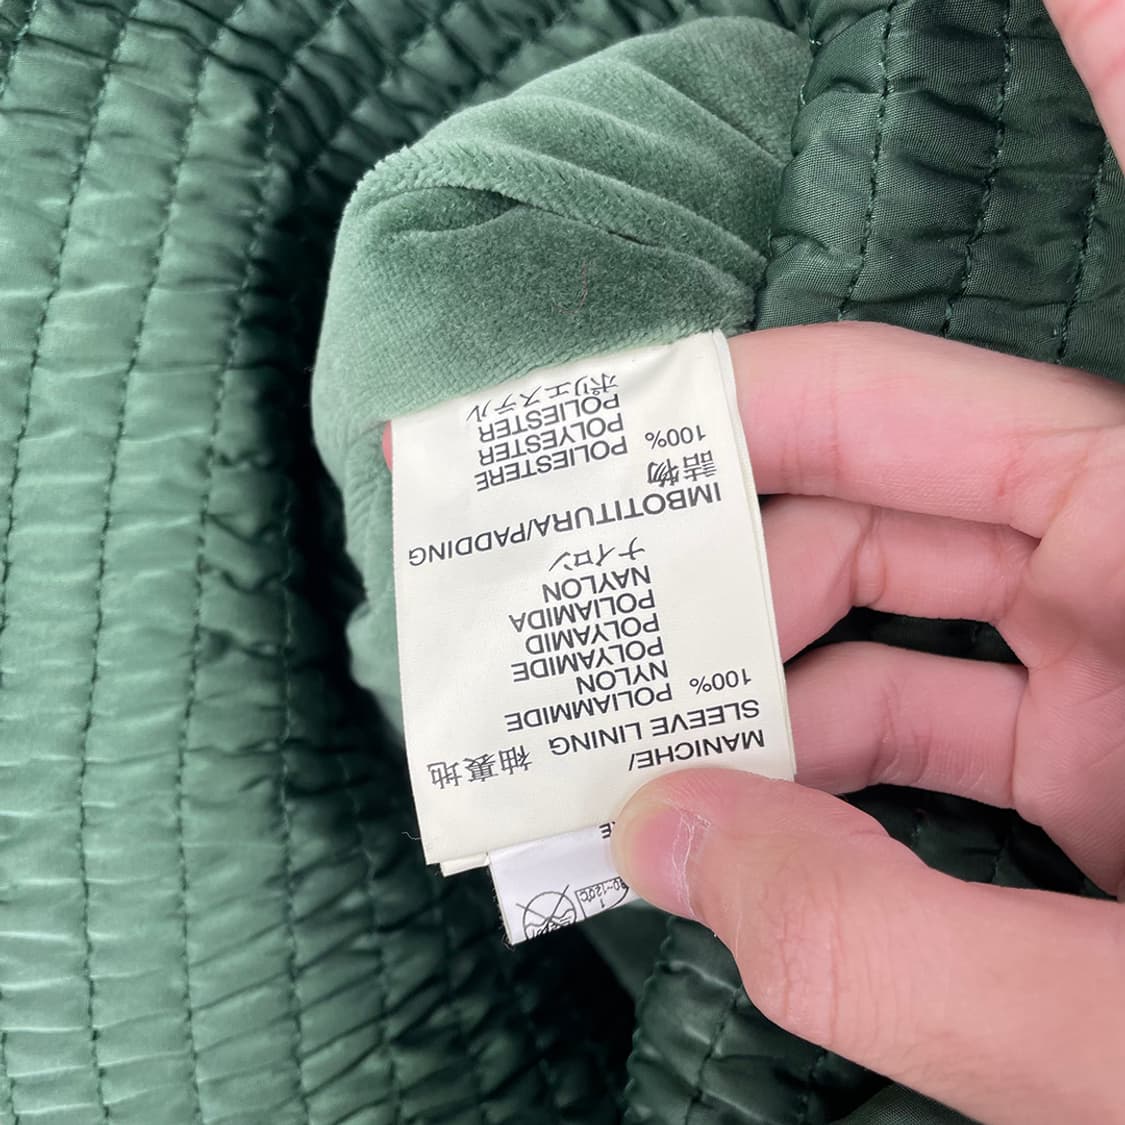 MANICHE/
SLEEVE LINING 袖裏地
100% POLIAMMIDE
NYLON
POLYAMIDE
POLYAMID
POLIAMIDA
NAYLON
ナイロン
IMBOTITURA/PADDING
詰物
100% POLIESTERE
POLYESTER
POLIESTER
ポリエステル